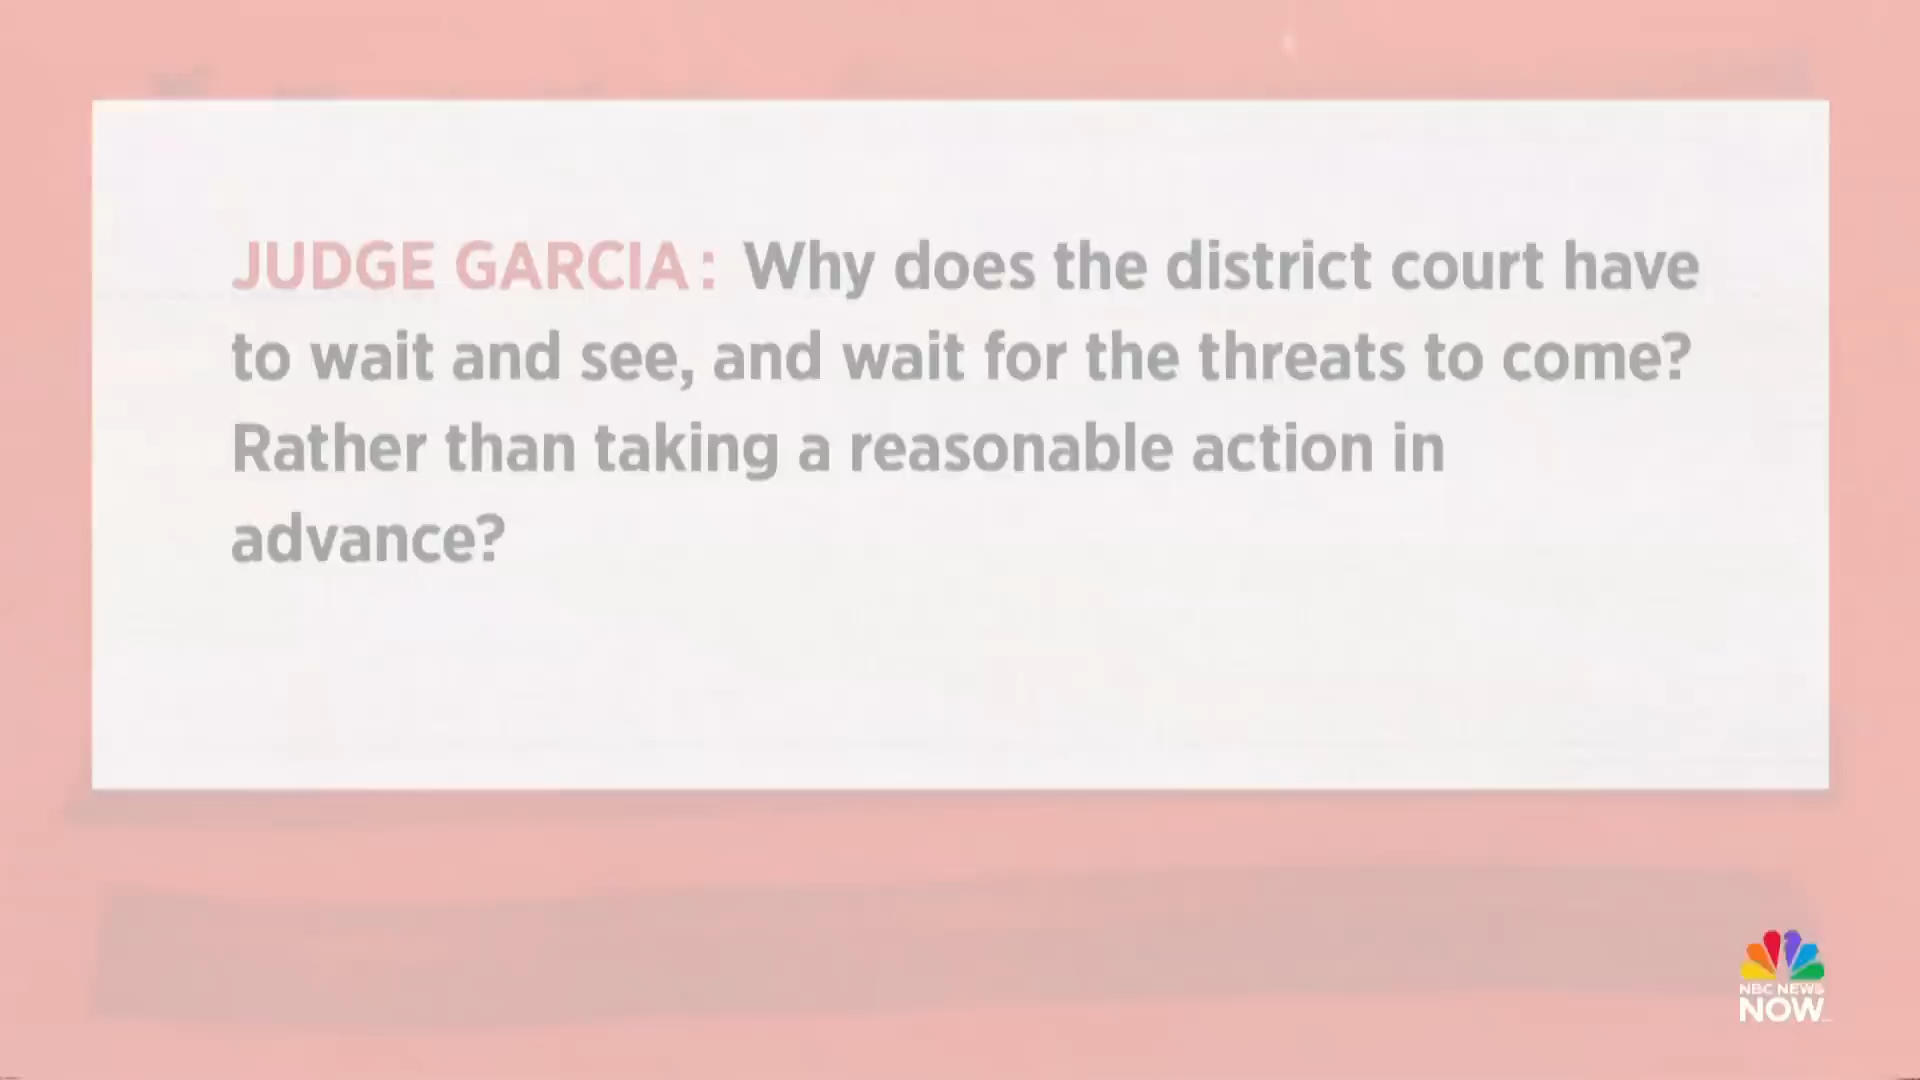 JUDGE GARCIA: Why does the district court have
to wait and see, and wait for the threats to come?
Rather than taking a reasonable action in
advance?
NBC NEWS
NOW